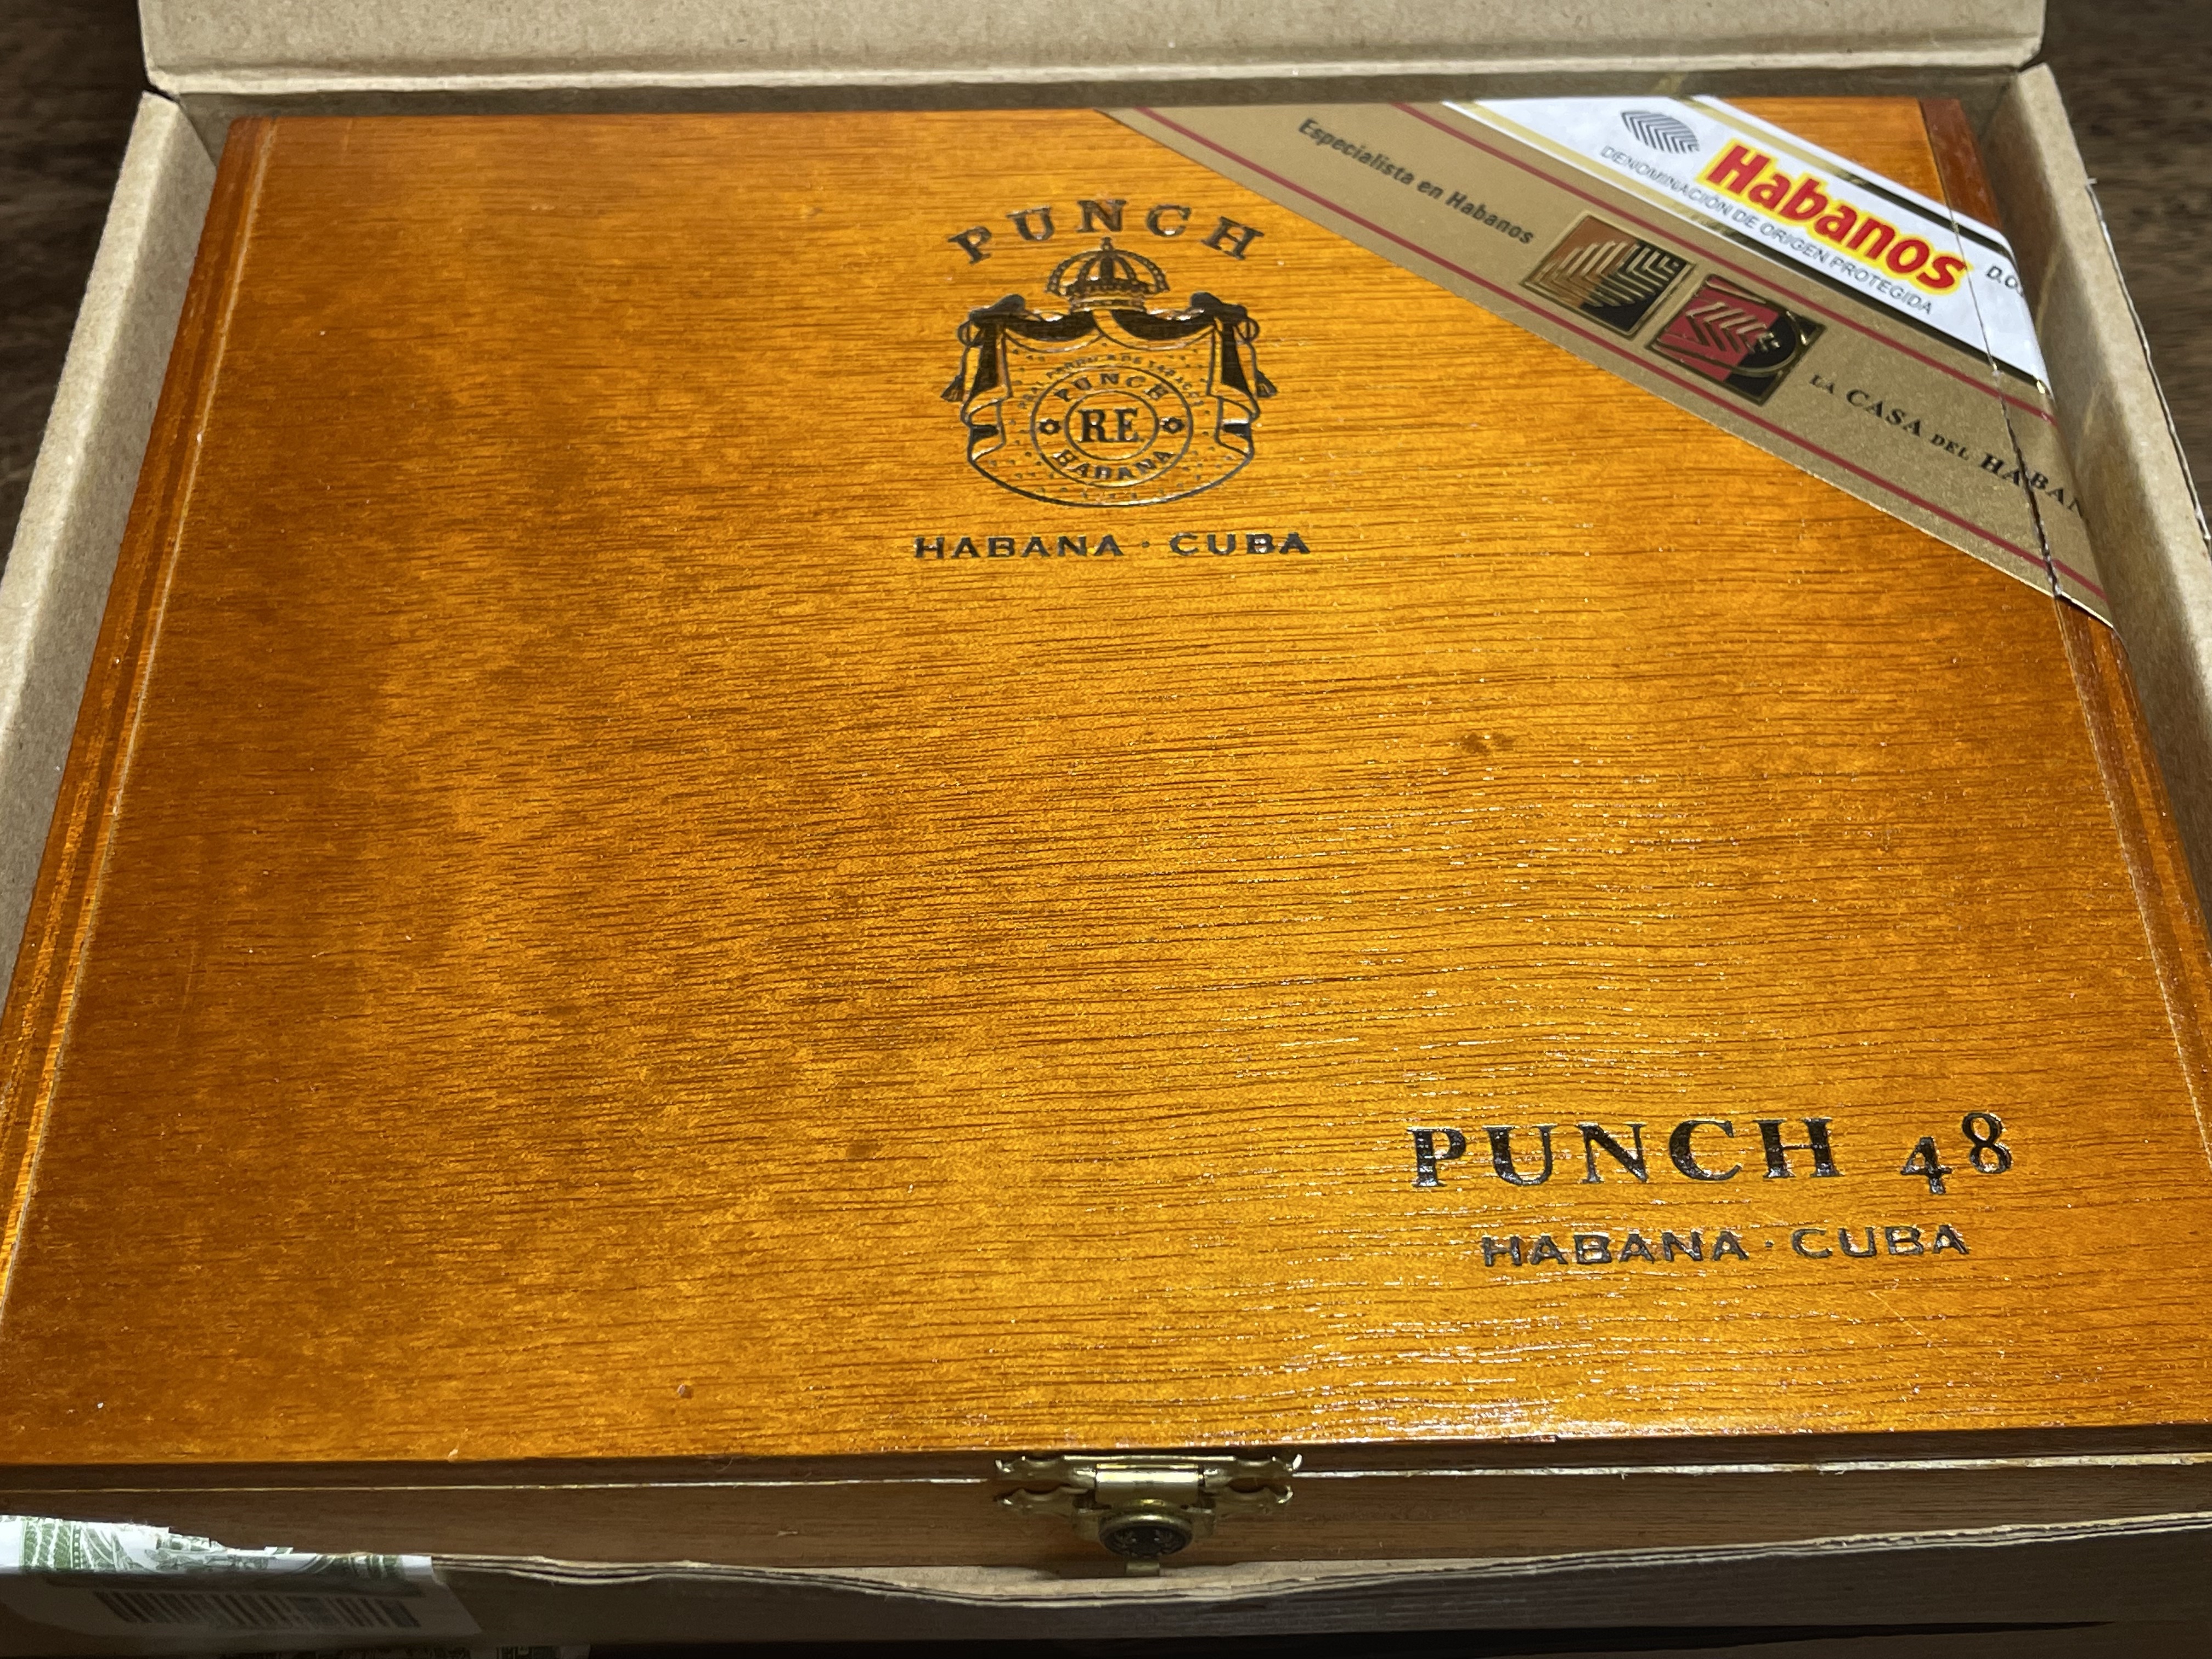 PUNCH
PUNCH
R.E.
HABANA
HABANA · CUBA
Especialista en Habanos
LA CASA DEL HABAN
Habanos
DENOMINACIÓN DE ORIGEN PROTEGIDA
D.O.
PUNCH 48
HABANA · CUBA